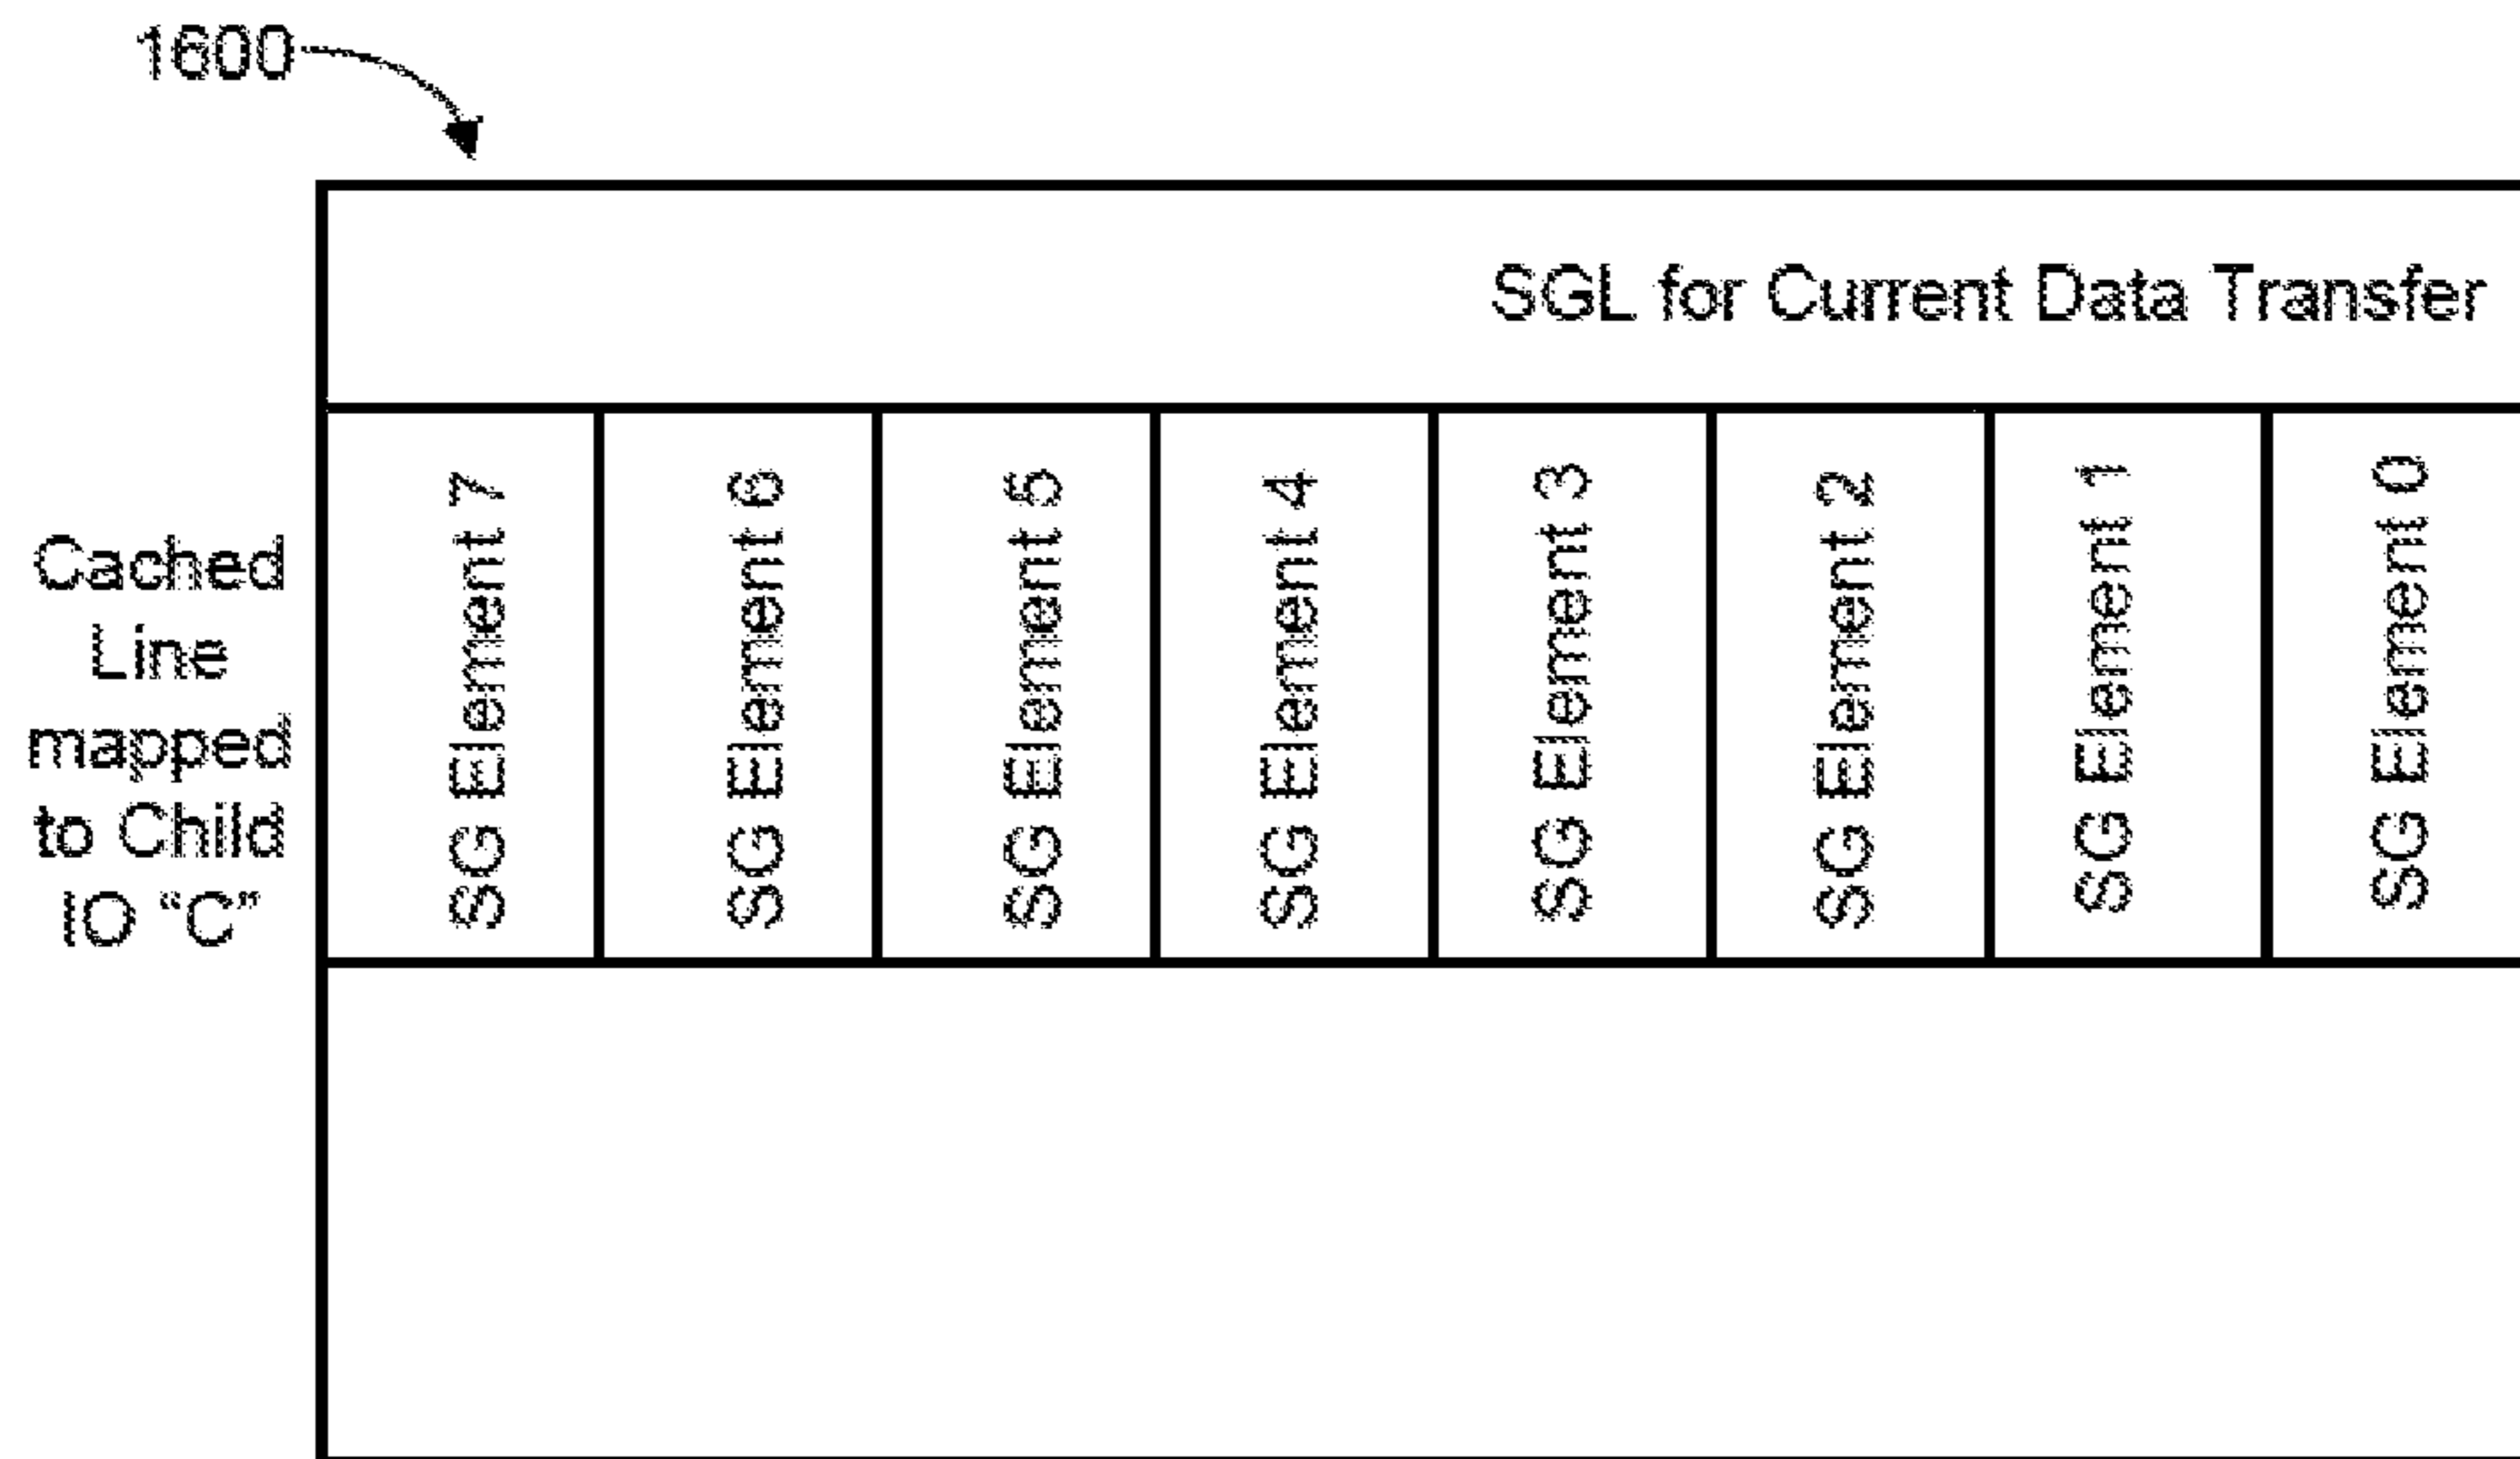 1600
SGL for Current Data Transfer
Cached
Line
mapped
to Child
IO “C”
SG Element 7
SG Element 6
SG Element 5
SG Element 4
SG Element 3
SG Element 2
SG Element 1
SG Element 0